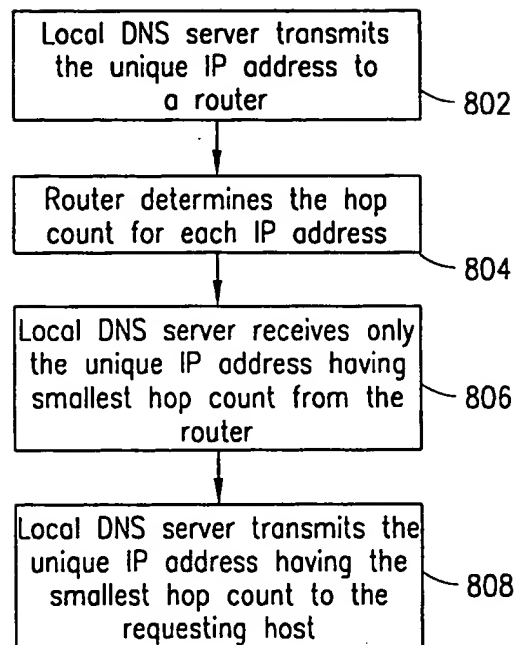 Local DNS server transmits
the unique IP address to
a router
802
Router determines the hop
count for each IP address
804
Local DNS server receives only
the unique IP address having
smallest hop count from the
router
806
Local DNS server transmits the
unique IP address having the
smallest hop count to the
requesting host
808